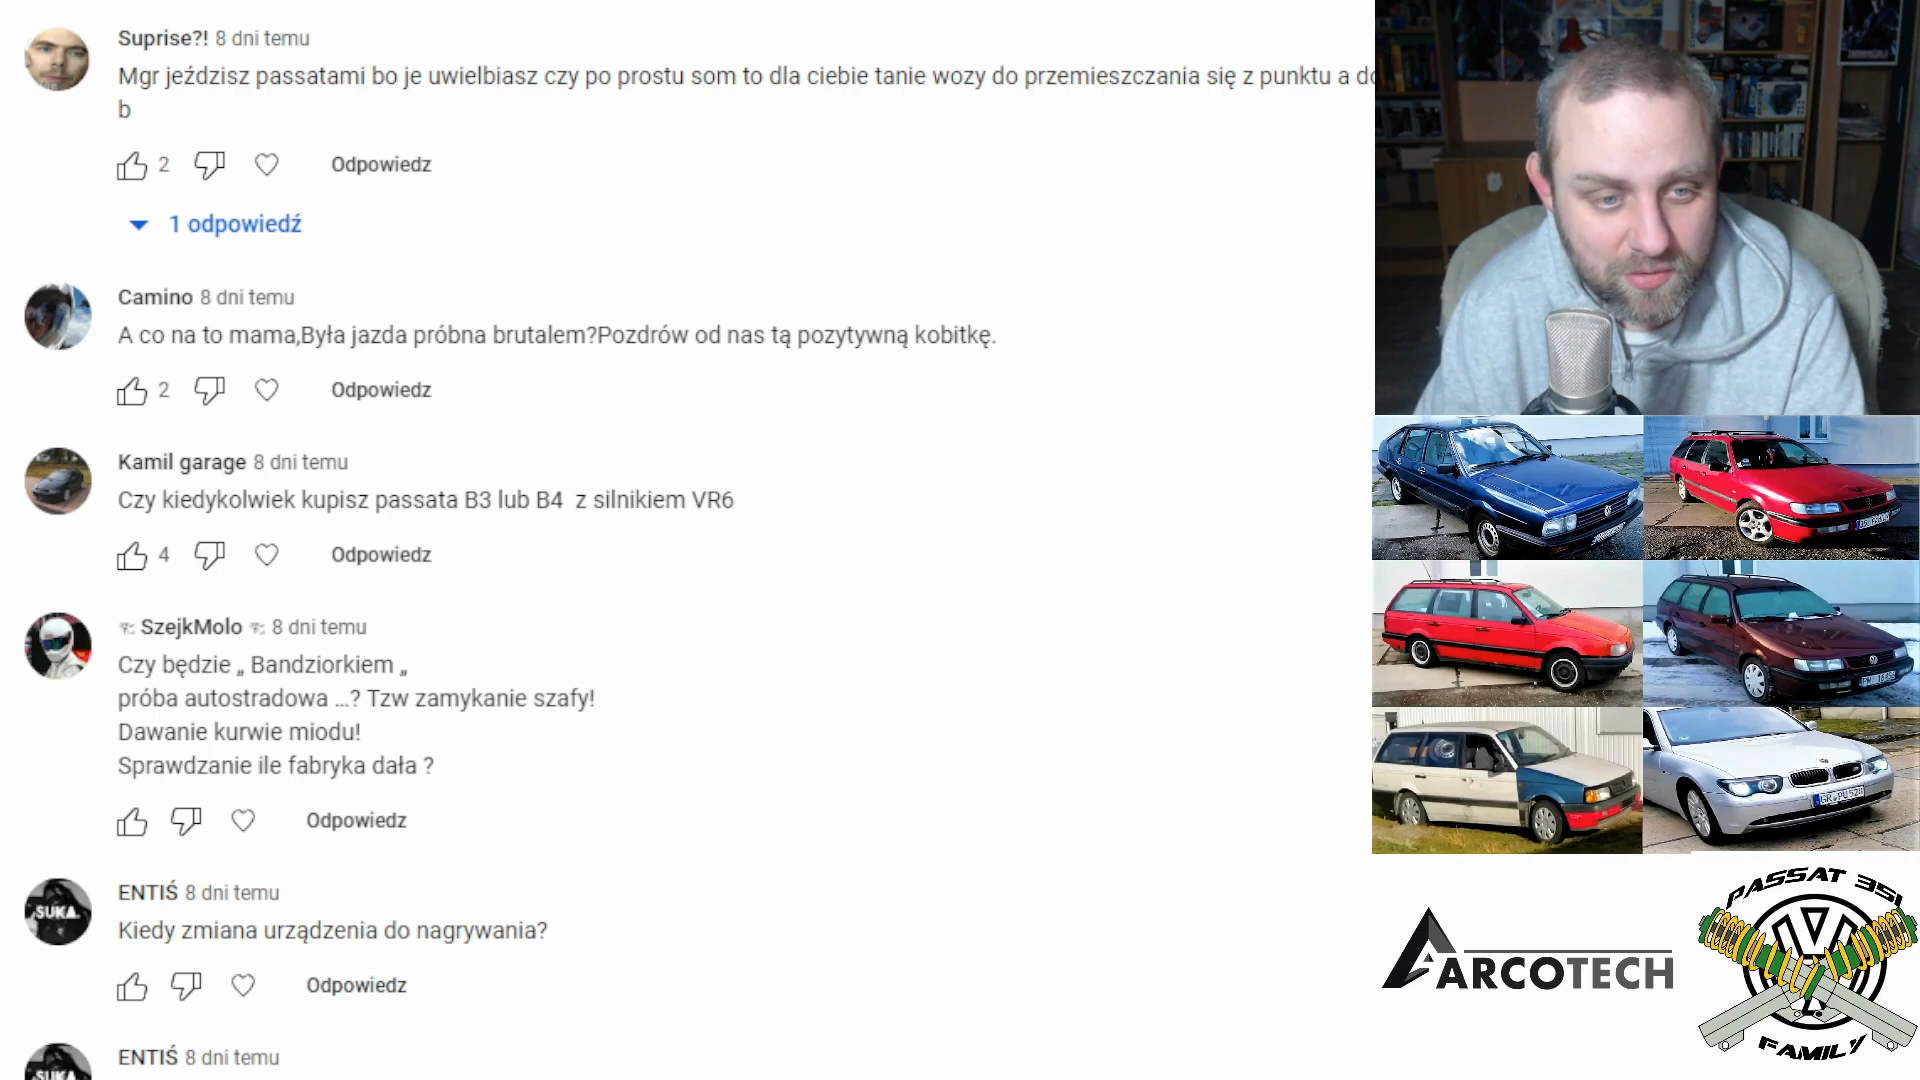 Suprise?! 8 dni temu
Mgr jeździsz passatami bo je uwielbiasz czy po prostu som to dla ciebie tanie wozy do przemieszczania się z punktu a do
b
2 Odpowiedz
1 odpowiedź
Camino 8 dni temu
A co na to mama,Była jazda próbna brutalem?Pozdrów od nas tą pozytywną kobitkę.
2 Odpowiedz
Kamil garage 8 dni temu
Czy kiedykolwiek kupisz passata B3 lub B4 z silnikiem VR6
4 Odpowiedz
SzejkMolo 8 dni temu
Czy będzie „ Bandziorkiem „
próba autostradowa ...? Tzw zamykanie szafy!
Dawanie kurwie miodu!
Sprawdzanie ile fabryka dała ?
Odpowiedz
SUKA.
ENTIŚ 8 dni temu
Kiedy zmiana urządzenia do nagrywania?
Odpowiedz
SUKA
ENTIŚ 8 dni temu
ARCOTECH
PASSAT 35I
FAMILY